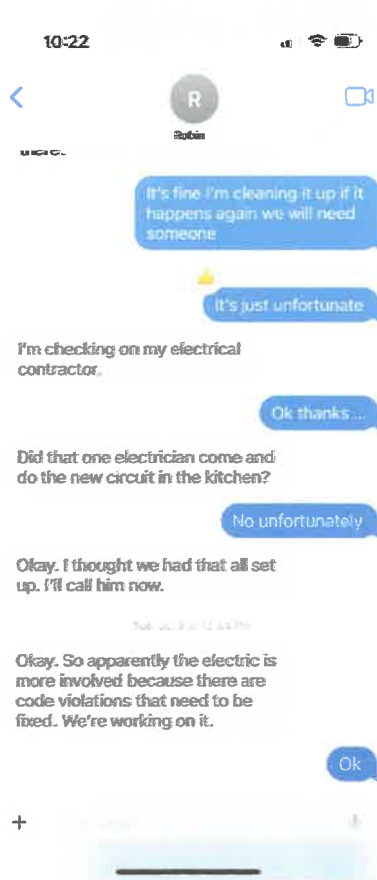 10:22
R
Robin
there.
It's fine I'm cleaning it up if it
happens again we will need
someone
It's just unfortunate
I'm checking on my electrical
contractor.
Ok thanks ...
Did that one electrician come and
do the new circuit in the kitchen?
No unfortunately
Okay. I thought we had that all set
up. I'll call him now.
Okay. So apparently the electric is
more involved because there are
code violations that need to be
fixed. We're working on it.
Ok
+